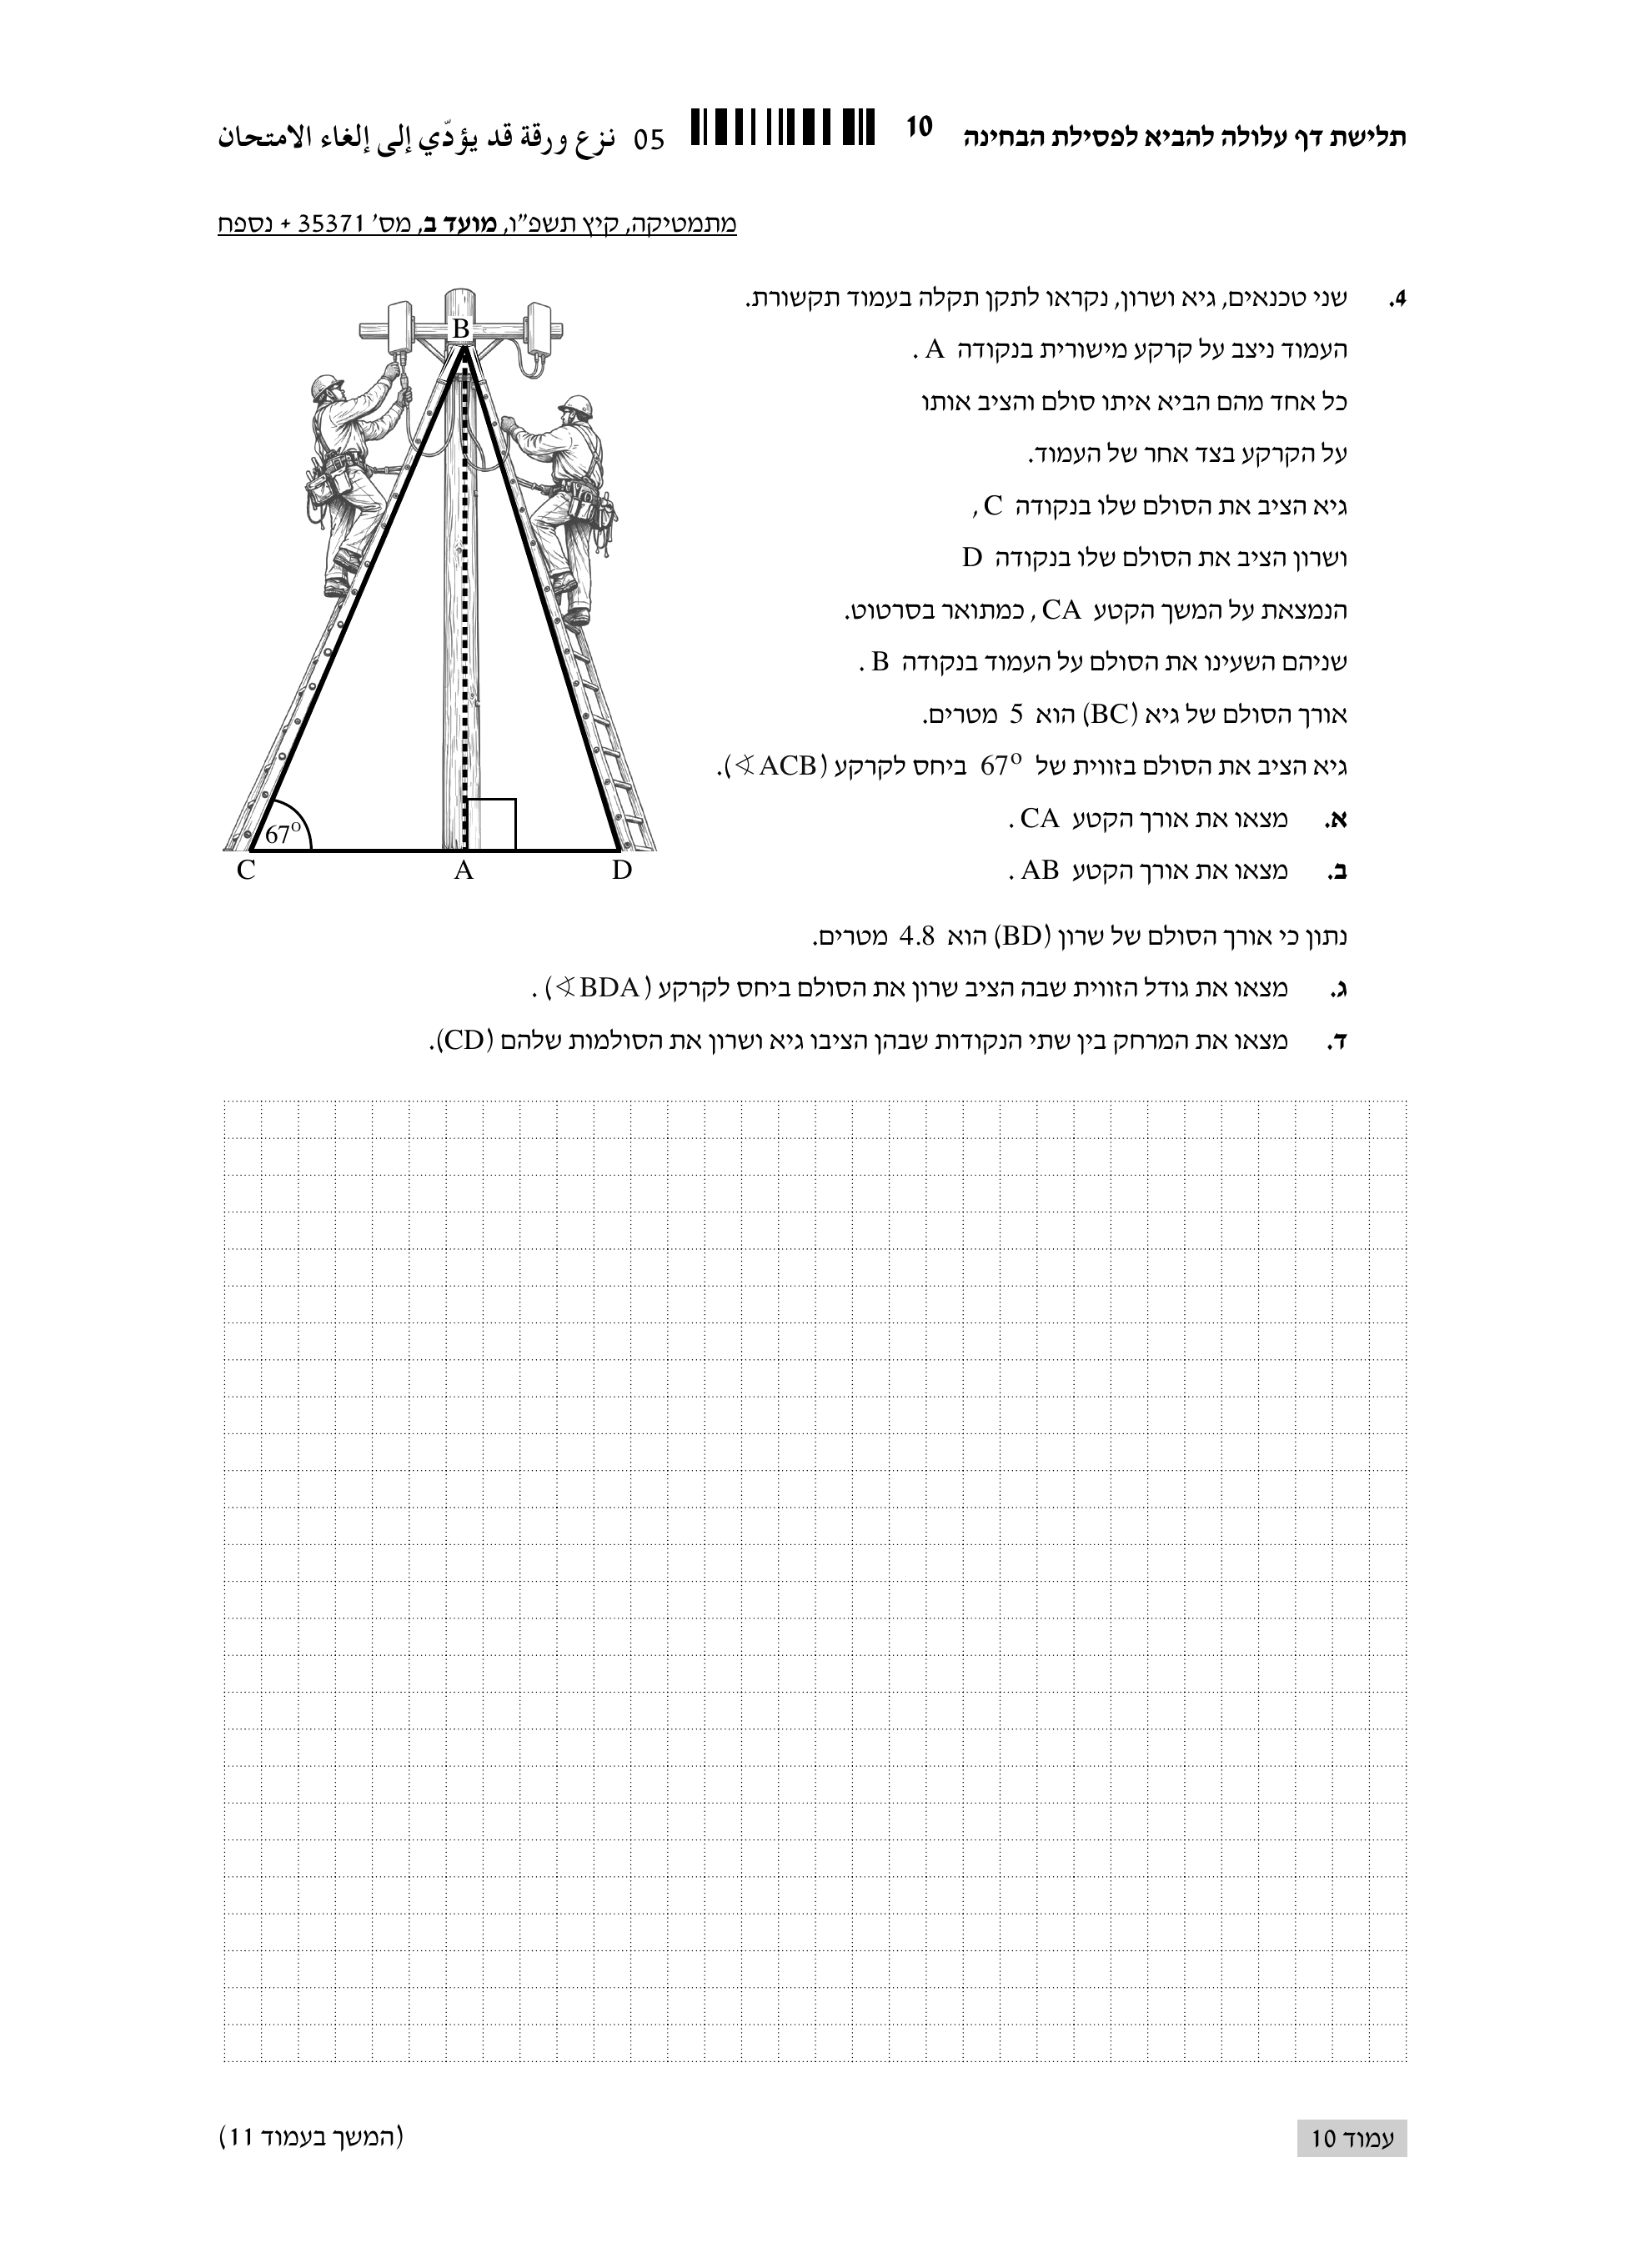 תלישת דף עלולה להביא לפסילת הבחינה 10 05 نزع ورقة قد يؤدّي إلى إلغاء الامتحان
מתמטיקה, קיץ תשפ"ו, מועד ב, מס' 35371 + נספח
4. שני טכנאים, גיא ושרון, נקראו לתקן תקלה בעמוד תקשורת.
העמוד ניצב על קרקע מישורית בנקודה A .
כל אחד מהם הביא איתו סולם והציב אותו
על הקרקע בצד אחר של העמוד.
גיא הציב את הסולם שלו בנקודה C ,
ושרון הציב את הסולם שלו בנקודה D
הנמצאת על המשך הקטע CA , כמתואר בסרטוט.
שניהם השעינו את הסולם על העמוד בנקודה B .
אורך הסולם של גיא (BC) הוא 5 מטרים.
גיא הציב את הסולם בזווית של 67° ביחס לקרקע (∢ACB).
א. מצאו את אורך הקטע CA .
ב. מצאו את אורך הקטע AB .
B
67°
C A D
נתון כי אורך הסולם של שרון (BD) הוא 4.8 מטרים.
ג. מצאו את גודל הזווית שבה הציב שרון את הסולם ביחס לקרקע (∢BDA) .
ד. מצאו את המרחק בין שתי הנקודות שבהן הציבו גיא ושרון את הסולמות שלהם (CD).
עמוד 10
(המשך בעמוד 11)